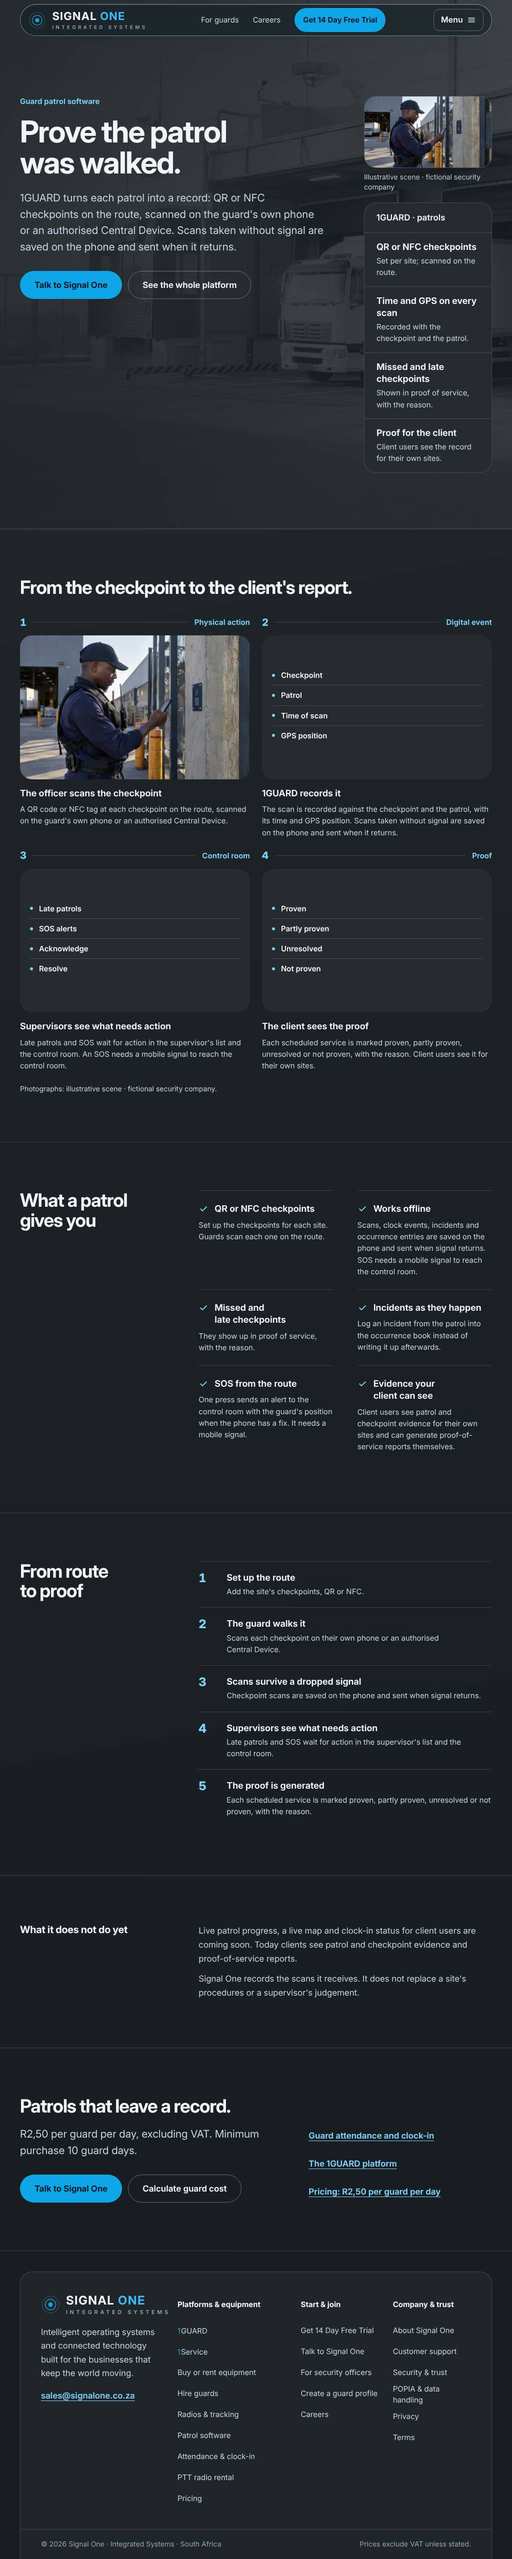 SIGNAL ONE
INTEGRATED SYSTEMS
For guards
Careers
Get 14 Day Free Trial
Menu
Guard patrol software
Prove the patrol
was walked.
1GUARD turns each patrol into a record: QR or NFC
checkpoints on the route, scanned on the guard's own phone
or an authorised Central Device. Scans taken without signal are
saved on the phone and sent when it returns.
Talk to Signal One
See the whole platform
Illustrative scene · fictional security
company
1GUARD · patrols
QR or NFC checkpoints
Set per site; scanned on the
route.
Time and GPS on every
scan
Recorded with the
checkpoint and the patrol.
Missed and late
checkpoints
Shown in proof of service,
with the reason.
Proof for the client
Client users see the record
for their own sites.
From the checkpoint to the client's report.
1
Physical action
The officer scans the checkpoint
A QR code or NFC tag at each checkpoint on the route, scanned
on the guard's own phone or an authorised Central Device.
2
Digital event
Checkpoint
Patrol
Time of scan
GPS position
1GUARD records it
The scan is recorded against the checkpoint and the patrol, with
its time and GPS position. Scans taken without signal are saved
on the phone and sent when it returns.
3
Control room
Late patrols
SOS alerts
Acknowledge
Resolve
Supervisors see what needs action
Late patrols and SOS wait for action in the supervisor's list and
the control room. An SOS needs a mobile signal to reach the
control room.
4
Proof
Proven
Partly proven
Unresolved
Not proven
The client sees the proof
Each scheduled service is marked proven, partly proven,
unresolved or not proven, with the reason. Client users see it for
their own sites.
Photographs: illustrative scene · fictional security company.
What a patrol
gives you
QR or NFC checkpoints
Set up the checkpoints for each site.
Guards scan each one on the route.
Works offline
Scans, clock events, incidents and
occurrence entries are saved on the
phone and sent when signal returns.
SOS needs a mobile signal to reach
the control room.
Missed and
late checkpoints
They show up in proof of service,
with the reason.
Incidents as they happen
Log an incident from the patrol into
the occurrence book instead of
writing it up afterwards.
SOS from the route
One press sends an alert to the
control room with the guard's position
when the phone has a fix. It needs a
mobile signal.
Evidence your
client can see
Client users see patrol and
checkpoint evidence for their own
sites and can generate proof-of-
service reports themselves.
From route
to proof
1
Set up the route
Add the site's checkpoints, QR or NFC.
2
The guard walks it
Scans each checkpoint on their own phone or an authorised
Central Device.
3
Scans survive a dropped signal
Checkpoint scans are saved on the phone and sent when signal returns.
4
Supervisors see what needs action
Late patrols and SOS wait for action in the supervisor's list and the
control room.
5
The proof is generated
Each scheduled service is marked proven, partly proven, unresolved or not
proven, with the reason.
What it does not do yet
Live patrol progress, a live map and clock-in status for client users are
coming soon. Today clients see patrol and checkpoint evidence and
proof-of-service reports.
Signal One records the scans it receives. It does not replace a site's
procedures or a supervisor's judgement.
Patrols that leave a record.
R2,50 per guard per day, excluding VAT. Minimum
purchase 10 guard days.
Talk to Signal One
Calculate guard cost
Guard attendance and clock-in
The 1GUARD platform
Pricing: R2,50 per guard per day
SIGNAL ONE
INTEGRATED SYSTEMS
Intelligent operating systems
and connected technology
built for the businesses that
keep the world moving.
sales@signalone.co.za
Platforms & equipment
1GUARD
1Service
Buy or rent equipment
Hire guards
Radios & tracking
Patrol software
Attendance & clock-in
PTT radio rental
Pricing
Start & join
Get 14 Day Free Trial
Talk to Signal One
For security officers
Create a guard profile
Careers
Company & trust
About Signal One
Customer support
Security & trust
POPIA & data
handling
Privacy
Terms
© 2026 Signal One · Integrated Systems · South Africa
Prices exclude VAT unless stated.